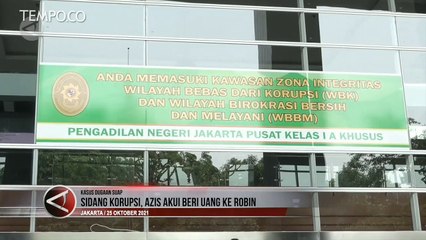 TEMPO.CO
ANDA MEMASUKI KAWASAN ZONA INTEGRITAS
WILAYAH BEBAS DARI KORUPSI (WBK)
DAN WILAYAH BIROKRASI BERSIH
DAN MELAYANI (WBBM)
PENGADILAN NEGERI JAKARTA PUSAT KELAS I A KHUSUS
KASUS DUGAAN SUAP
SIDANG KORUPSI, AZIS AKUI BERI UANG KE ROBIN
JAKARTA / 25 OKTOBER 2021